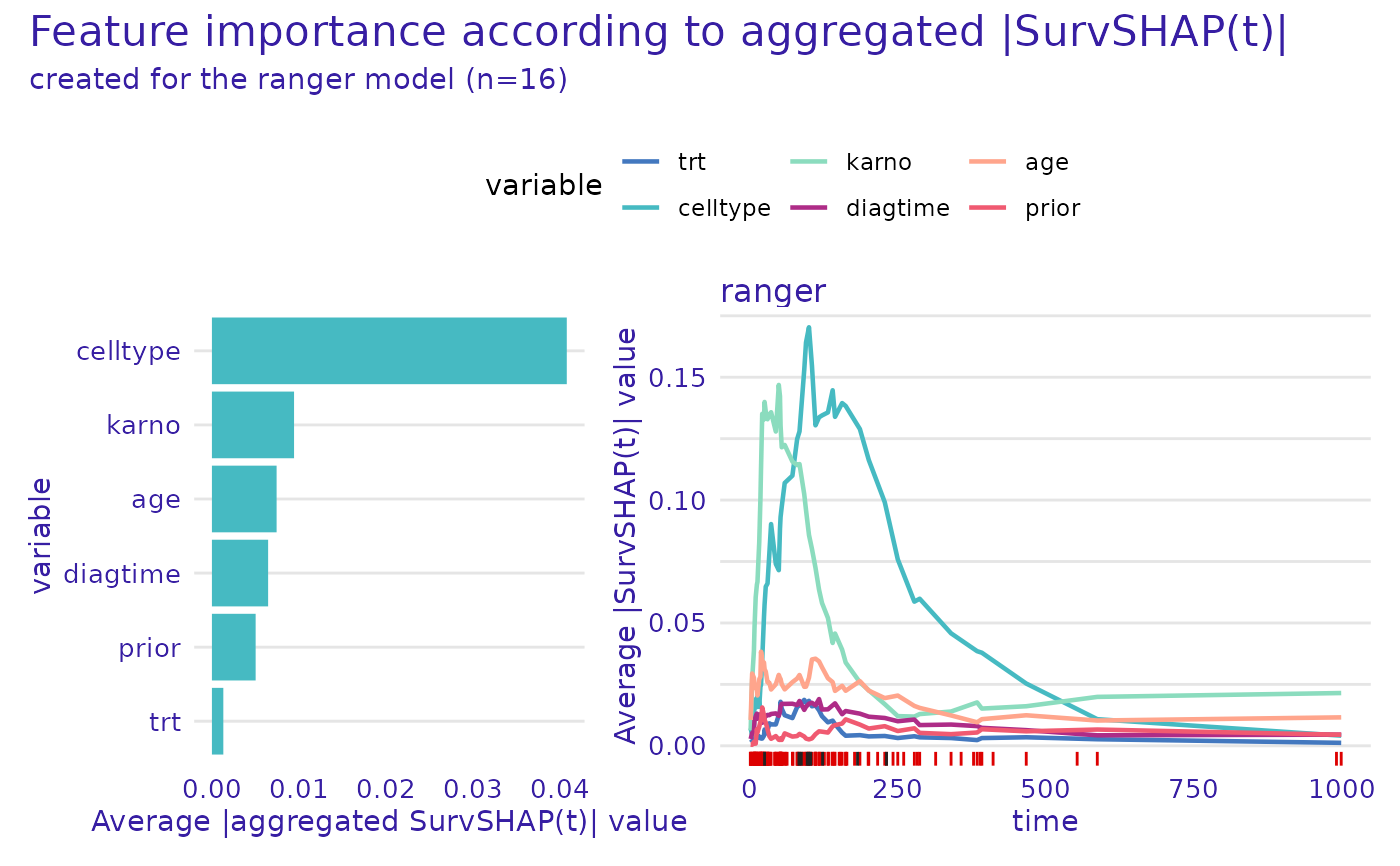 Feature importance according to aggregated |SurvSHAP(t)|
created for the ranger model (n=16)
variable
trt
karno
age
celltype
diagtime
prior
variable
celltype
karno
age
diagtime
prior
trt
0.00 0.01 0.02 0.03 0.04
Average |aggregated SurvSHAP(t)| value
ranger
Average |SurvSHAP(t)| value
0.15
0.10
0.05
0.00
0 250 500 750 1000
time